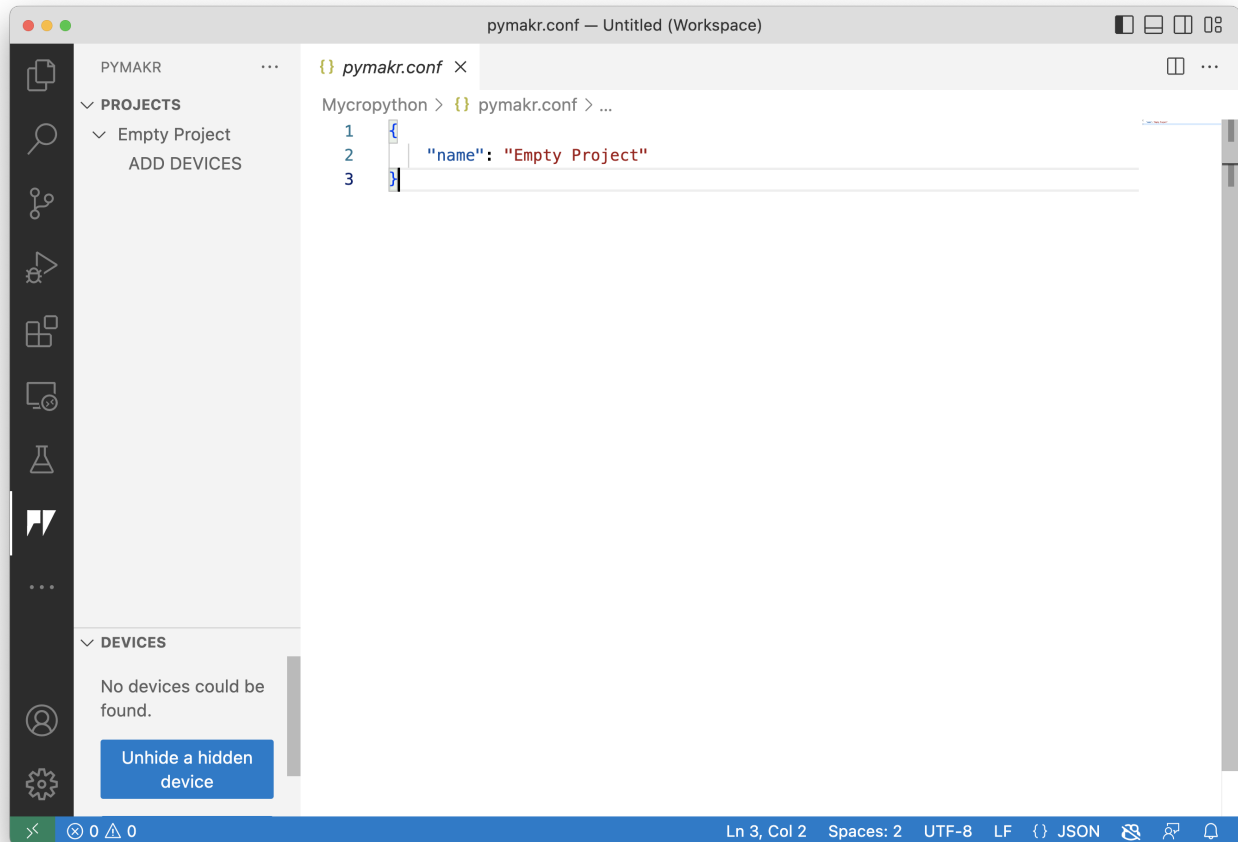 pymakr.conf — Untitled (Workspace)
PYMAKR
PROJECTS
Empty Project
ADD DEVICES
{} pymakr.conf
Mycropython > {} pymakr.conf > ...
1 {
2 "name": "Empty Project"
3 }
DEVICES
No devices could be
found.
Unhide a hidden
device
0 0 Ln 3, Col 2 Spaces: 2 UTF-8 LF {} JSON